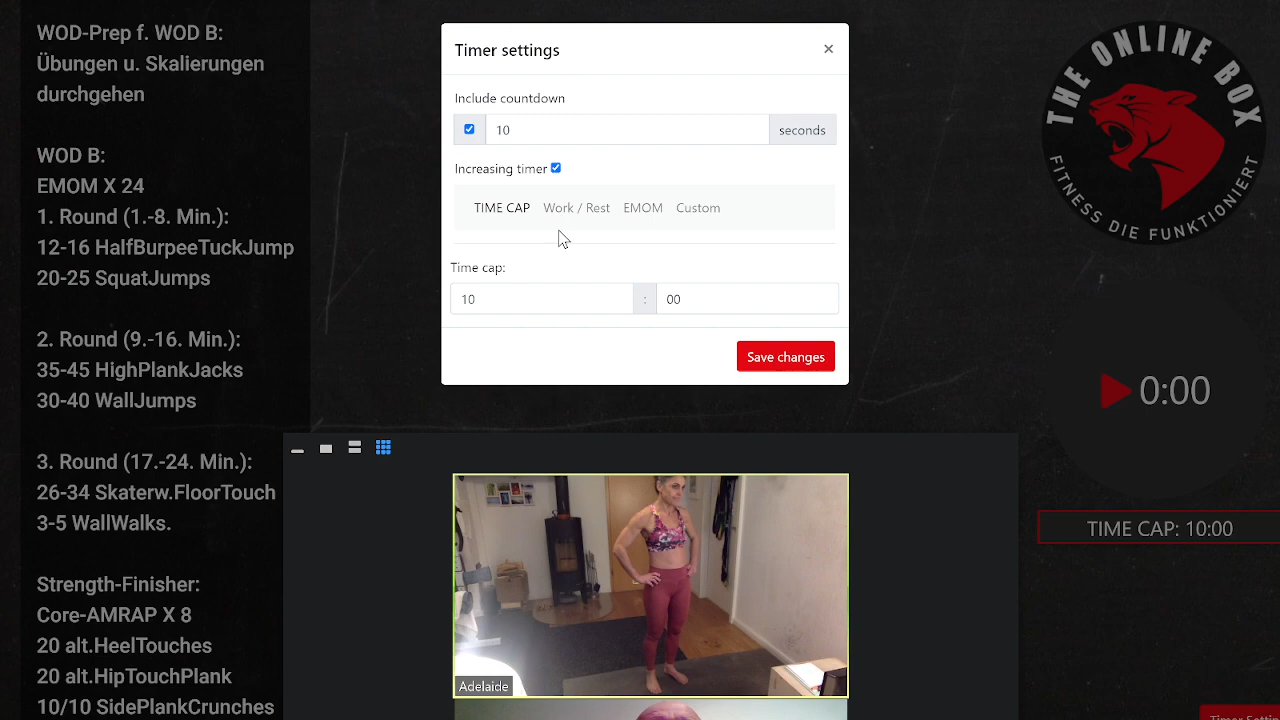 WOD-Prep f. WOD B:
Übungen u. Skalierungen
durchgehen
WOD B:
EMOM X 24
1. Round (1.-8. Min.):
12-16 HalfBurpeeTuckJump
20-25 SquatJumps
2. Round (9.-16. Min.):
35-45 HighPlankJacks
30-40 WallJumps
3. Round (17.-24. Min.):
26-34 Skaterw.FloorTouch
3-5 WallWalks.
Strength-Finisher:
Core-AMRAP X 8
20 alt.HeelTouches
20 alt.HipTouchPlank
10/10 SidePlankCrunches
Timer settings
×
Include countdown
10 seconds
Increasing timer
TIME CAP Work / Rest EMOM Custom
Time cap:
10 : 00
Save changes
Adelaide
THE ONLINE BOX
FITNESS DIE FUNKTIONIERT
0:00
TIME CAP: 10:00